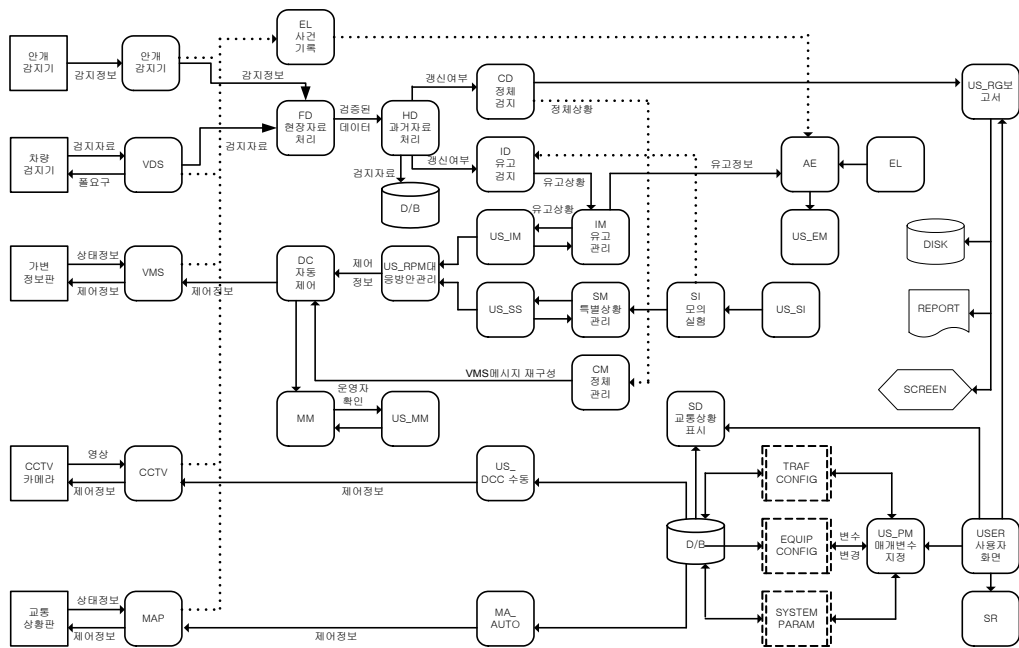 EL
사건
기록
안개
감지기
감지정보
안개
감지기
감지정보
FD
현장자료
처리
검증된
데이터
HD
과거자료
처리
갱신여부
CD
정체
검지
정체상황
US_RG보
고서
차량
검지기
검지자료
폴요구
VDS
검지자료
검지자료
D/B
갱신여부
ID
유고
검지
유고상황
유고정보
AE
EL
US_EM
가변
정보판
상태정보
제어정보
VMS
제어정보
DC
자동
제어
제어
정보
US_RPM대
응방안관리
US_IM
유고상황
IM
유고
관리
US_SS
SM
특별상황
관리
SI
모의
실험
US_SI
DISK
REPORT
SCREEN
VMS메시지 재구성
CM
정체
관리
MM
운영자
확인
US_MM
SD
교통상황
표시
CCTV
카메라
영상
제어정보
CCTV
제어정보
US_
DCC 수동
D/B
TRAF
CONFIG
EQUIP
CONFIG
변수
변경
US_PM
매개변수
지정
USER
사용자
화면
SYSTEM
PARAM
SR
교통
상황판
상태정보
제어정보
MAP
제어정보
MA_
AUTO